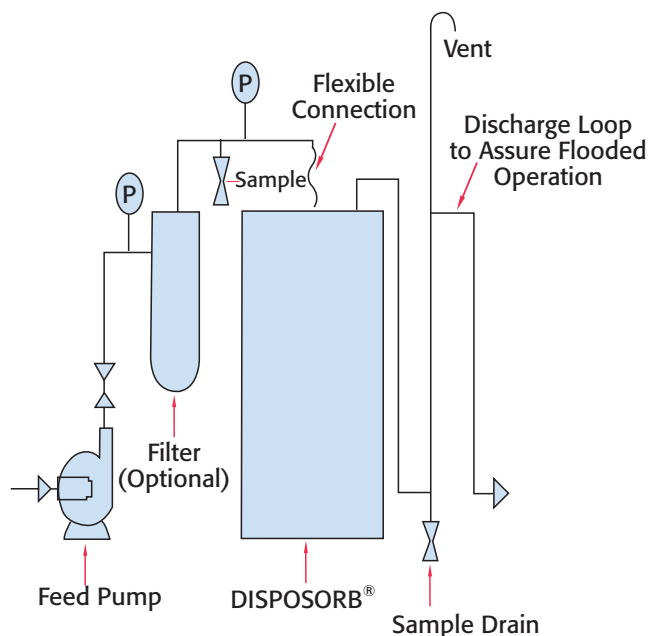 Vent
P
Flexible
Connection
Discharge Loop
to Assure Flooded
Operation
P
Sample
Filter
(Optional)
Feed Pump
DISPOSORB®
Sample Drain